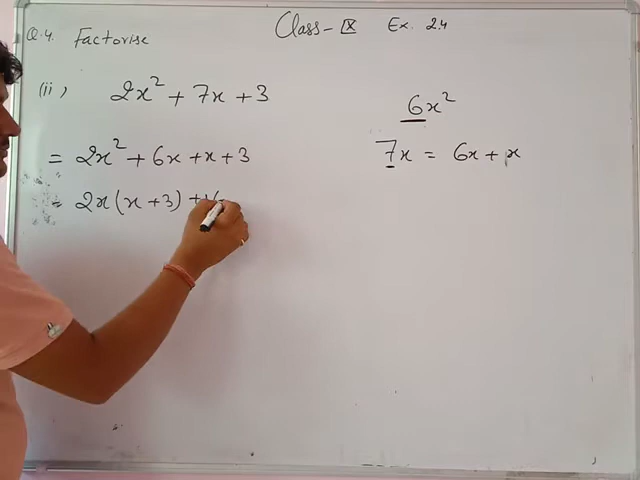 Class - IX Ex. 2.4
Q.4. Factorise
(ii) 2x² + 7x + 3
6x²
= 2x² + 6x + x + 3
7x = 6x + x
= 2x (x + 3) +